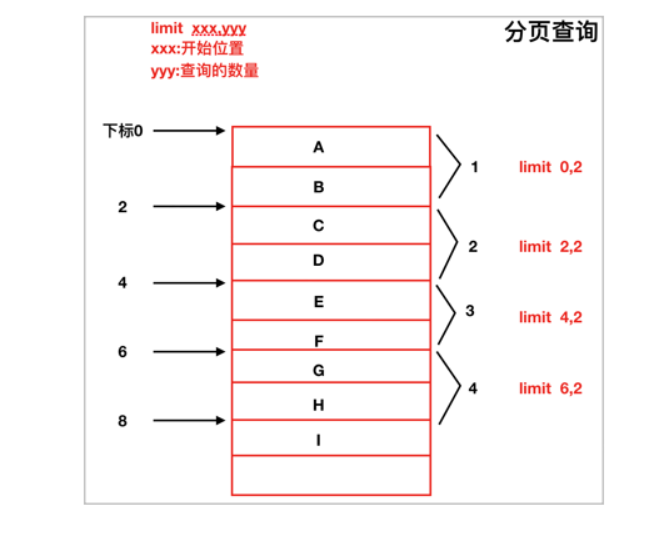 limit xxx,yyy
分页查询
xxx:开始位置
yyy:查询的数量
下标0
A
1
limit 0,2
B
2
C
2
limit 2,2
D
4
E
3
limit 4,2
F
6
G
4
limit 6,2
H
8
I